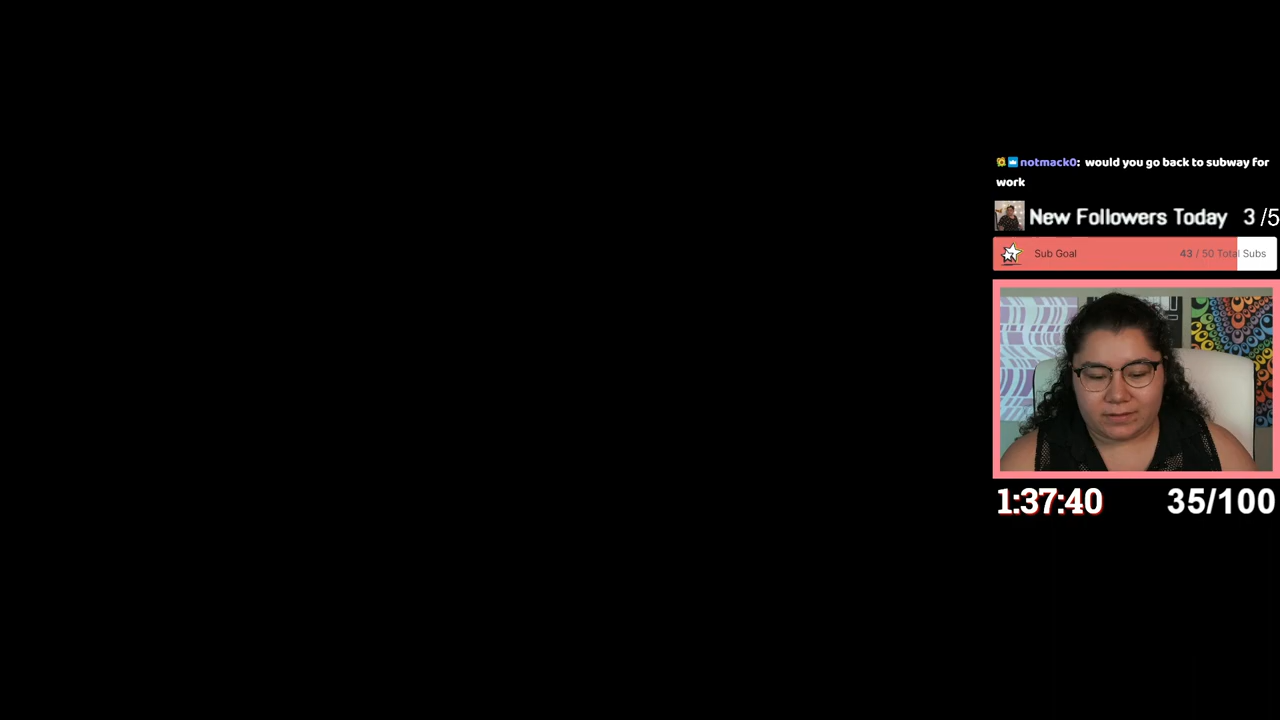 notmack0: would you go back to subway for
work
New Followers Today 3 /5
Sub Goal 43 / 50 Total Subs
1:37:40 35/100